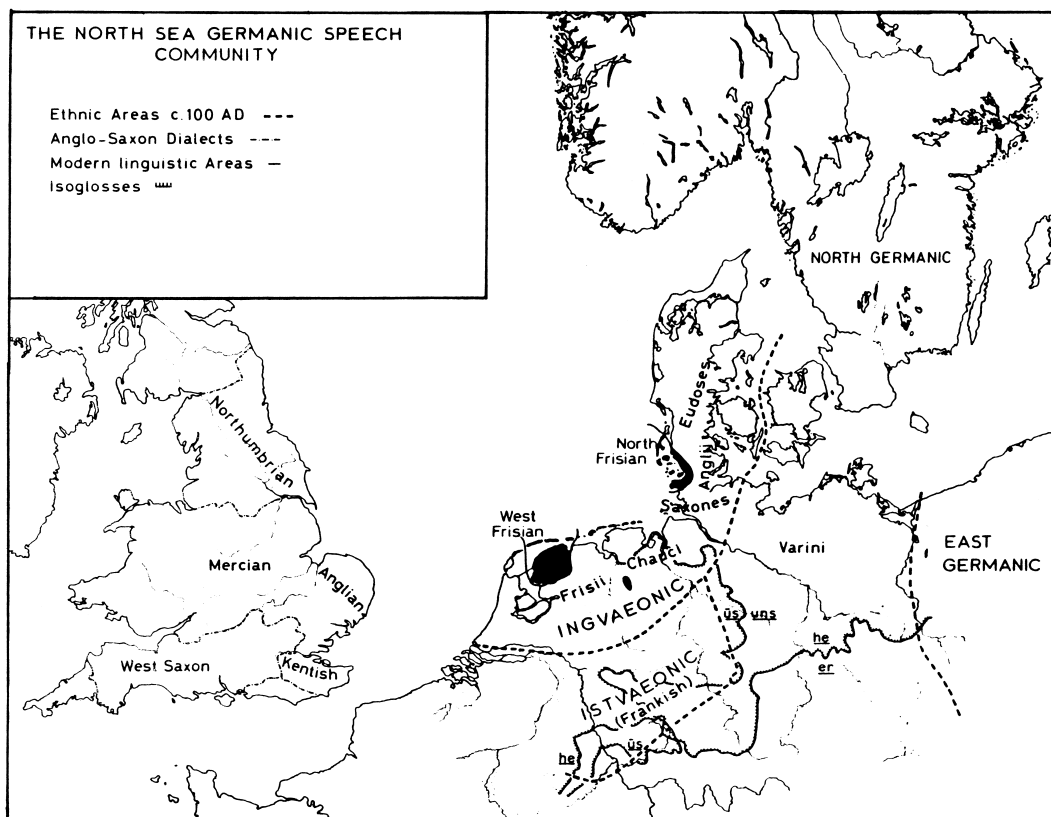 THE NORTH SEA GERMANIC SPEECH
COMMUNITY
Ethnic Areas c.100 AD
Anglo-Saxon Dialects
Modern linguistic Areas
Isoglosses
NORTH GERMANIC
Eudoses
Anglii
North
Frisian
Saxones
Northumbrian
West
Frisian
Chauci
Varini
EAST
GERMANIC
Mercian
Anglian
Frisii
INGVAEONIC
ūs uns
he
er
West Saxon
Kentish
ISTVAEONIC
(Frankish)
ūs
he